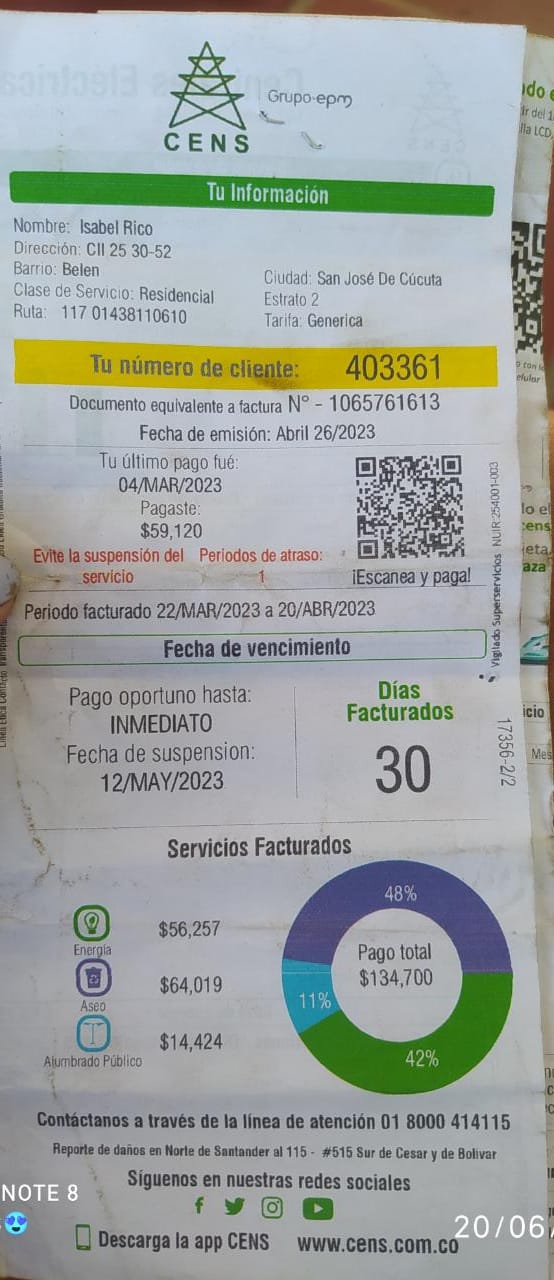 CENS
Grupo·epm
Tu Información
Nombre: Isabel Rico
Dirección: Cll 25 30-52
Barrio: Belen
Clase de Servicio: Residencial
Ruta: 117 01438110610
Ciudad: San José De Cúcuta
Estrato 2
Tarifa: Generica
Tu número de cliente: 403361
Documento equivalente a factura N° - 1065761613
Fecha de emisión: Abril 26/2023
Tu último pago fué:
04/MAR/2023
Pagaste:
$59,120
Evite la suspensión del servicio
Periodos de atraso:
1
¡Escanea y paga!
Vigilado Superservicios NUIR-254001-003
Periodo facturado 22/MAR/2023 a 20/ABR/2023
Fecha de vencimiento
Pago oportuno hasta:
INMEDIATO
Fecha de suspension:
12/MAY/2023
Días
Facturados
30
17356-2/2
Servicios Facturados
Energía
$56,257
Aseo
$64,019
Alumbrado Público
$14,424
48%
Pago total
$134,700
11%
42%
Contáctanos a través de la línea de atención 01 8000 414115
Reporte de daños en Norte de Santander al 115 - #515 Sur de Cesar y de Bolivar
Síguenos en nuestras redes sociales
Descarga la app CENS www.cens.com.co
NOTE 8
20/06/